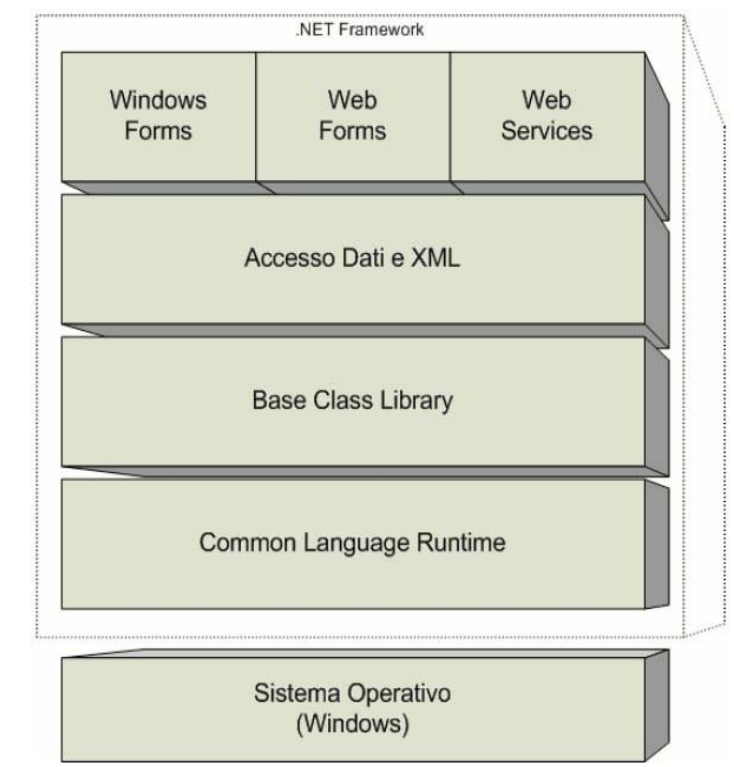 .NET Framework
Windows
Forms
Web
Forms
Web
Services
Accesso Dati e XML
Base Class Library
Common Language Runtime
Sistema Operativo
(Windows)